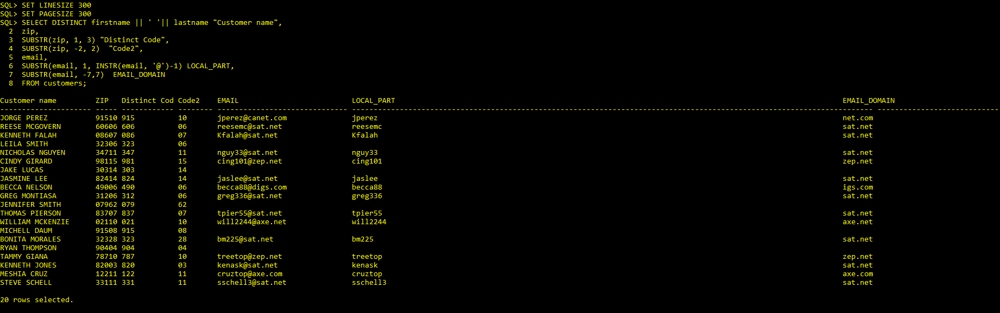 SQL> SET LINESIZE 300
SQL> SET PAGESIZE 300
SQL> SELECT DISTINCT firstname || ' '|| lastname "Customer name",
2 zip,
3 SUBSTR(zip, 1, 3) "Distinct Code",
4 SUBSTR(zip, -2, 2) "Code2",
5 email,
6 SUBSTR(email, 1, INSTR(email, '@')-1) LOCAL_PART,
7 SUBSTR(email, -7,7) EMAIL_DOMAIN
8 FROM customers;
Customer name ZIP Distinct Cod Code2 EMAIL LOCAL_PART EMAIL_DOMAIN
JORGE PEREZ 91510 915 10 jperez@canet.com jperez net.com
REESE MCGOVERN 60606 606 06 reesemc@sat.net reesemc sat.net
KENNETH FALAH 08607 086 07 Kfalah@sat.net Kfalah sat.net
LEILA SMITH 32306 323 06
NICHOLAS NGUYEN 34711 347 11 nguy33@sat.net nguy33 sat.net
CINDY GIRARD 98115 981 15 cing101@zep.net cing101 zep.net
JAKE LUCAS 30314 303 14
JASMINE LEE 82414 824 14 jaslee@sat.net jaslee sat.net
BECCA NELSON 49006 490 06 becca88@digs.com becca88 igs.com
GREG MONTIASA 31206 312 06 greg336@sat.net greg336 sat.net
JENNIFER SMITH 07962 079 62
THOMAS PIERSON 83707 837 07 tpier55@sat.net tpier55 sat.net
WILLIAM MCKENZIE 02110 021 10 will2244@axe.net will2244 axe.net
MICHELL DAUM 91508 915 08
BONITA MORALES 32328 323 28 bm225@sat.net bm225 sat.net
RYAN THOMPSON 90404 904 04
TAMMY GIANA 78710 787 10 treetop@zep.net treetop zep.net
KENNETH JONES 82003 820 03 kenask@sat.net kenask sat.net
MESHIA CRUZ 12211 122 11 cruztop@axe.com cruztop axe.com
STEVE SCHELL 33111 331 11 sschell3@sat.net sschell3 sat.net
20 rows selected.